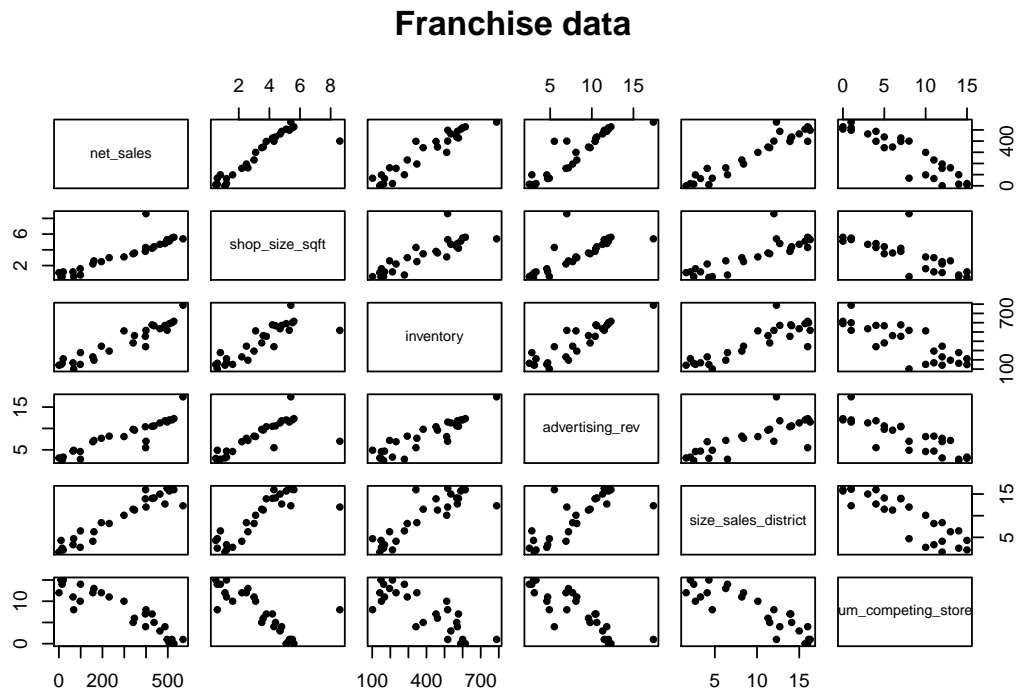 Franchise data
2 4 6 8
5 10 15
0 5 10 15
net_sales
0 400
2 6
shop_size_sqft
inventory
100 700
5 15
advertising_rev
size_sales_district
5 15
0 10
um_competing_store
0 200 500
100 400 700
5 10 15